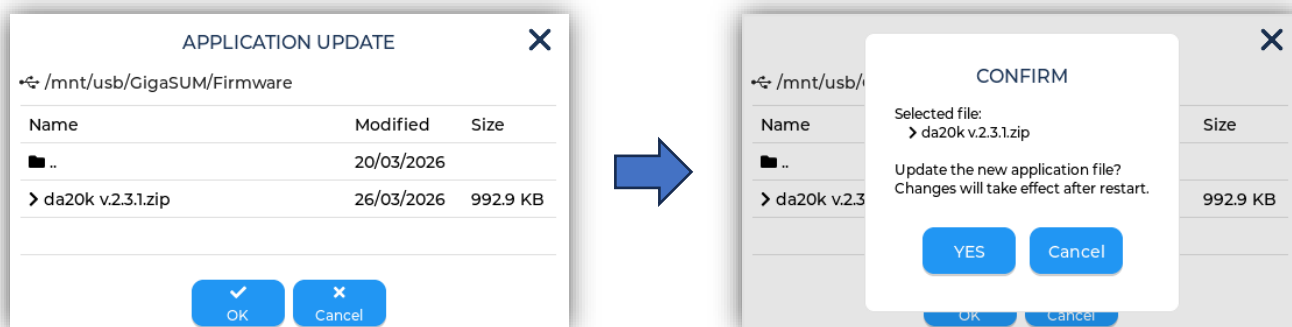 APPLICATION UPDATE
/mnt/usb/GigaSUM/Firmware
Name Modified Size
.. 20/03/2026
da20k v.2.3.1.zip 26/03/2026 992.9 KB
OK Cancel
/mnt/usb/
Name Size
..
da20k v.2.3 992.9 KB
CONFIRM
Selected file:
da20k v.2.3.1.zip
Update the new application file?
Changes will take effect after restart.
YES Cancel
OK Cancel